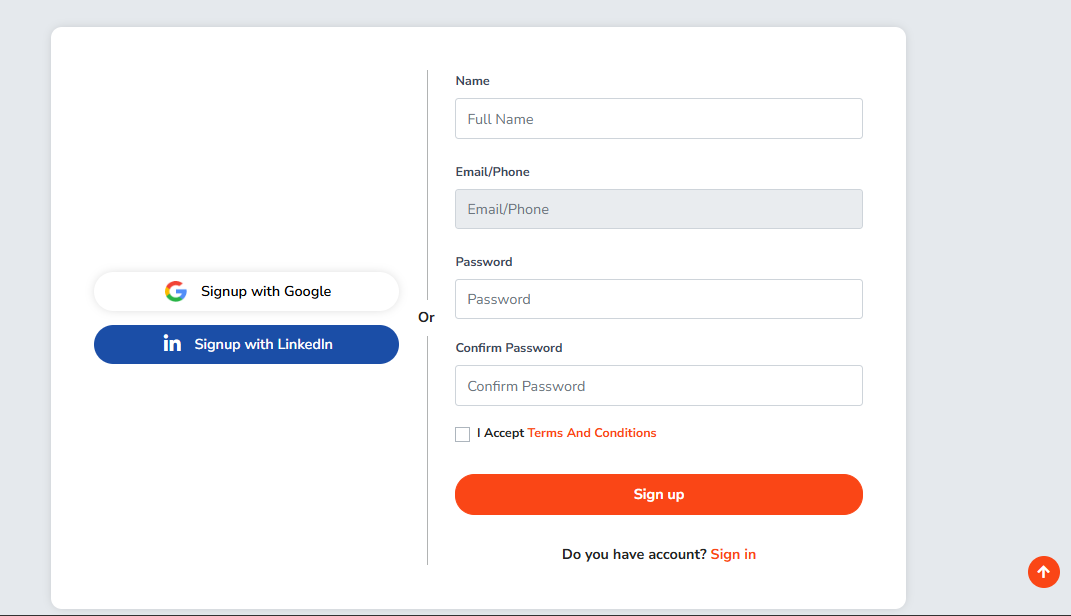 Name
Full Name
Email/Phone
Email/Phone
Password
Password
Confirm Password
Confirm Password
I Accept Terms And Conditions
Sign up
Do you have account? Sign in
Or
Signup with Google
in Signup with LinkedIn